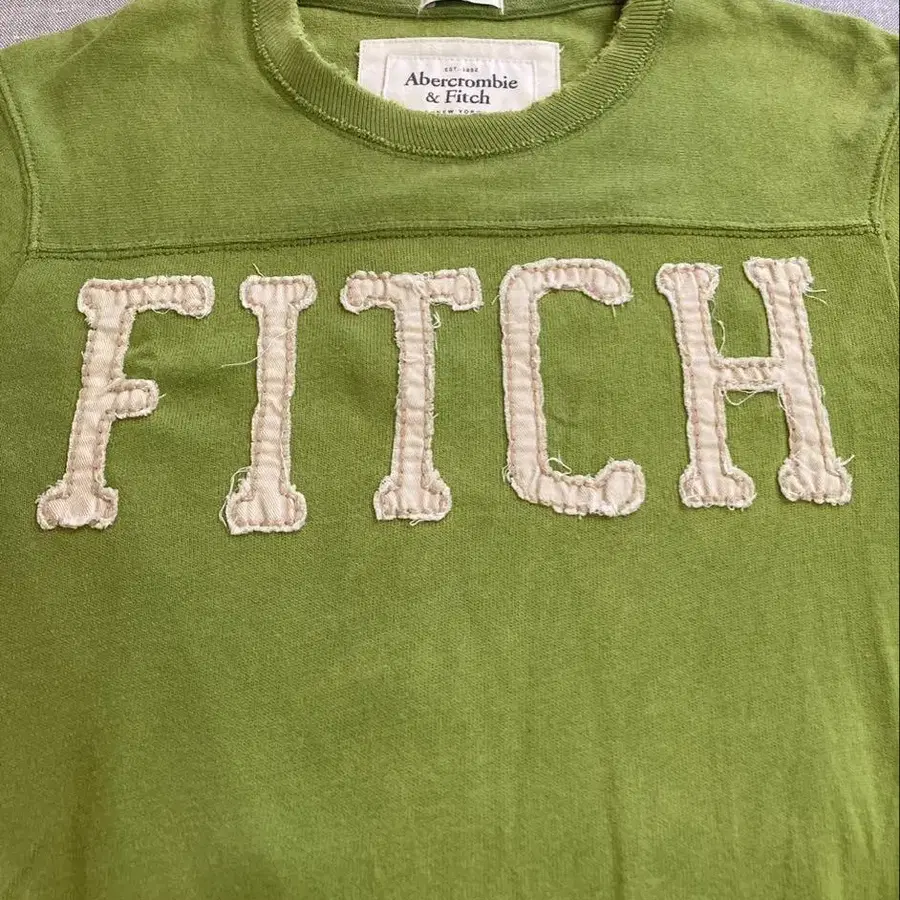 EST. 1892
Abercrombie
& Fitch
NEW YORK
FITCH